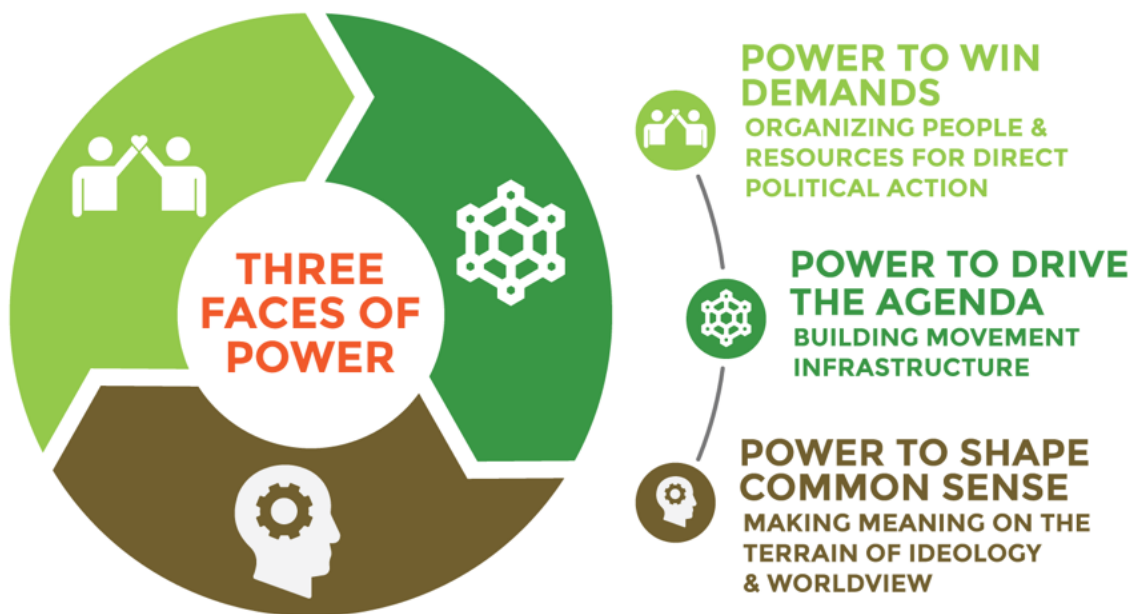 THREE
FACES OF
POWER
POWER TO WIN
DEMANDS
ORGANIZING PEOPLE &
RESOURCES FOR DIRECT
POLITICAL ACTION
POWER TO DRIVE
THE AGENDA
BUILDING MOVEMENT
INFRASTRUCTURE
POWER TO SHAPE
COMMON SENSE
MAKING MEANING ON THE
TERRAIN OF IDEOLOGY
& WORLDVIEW